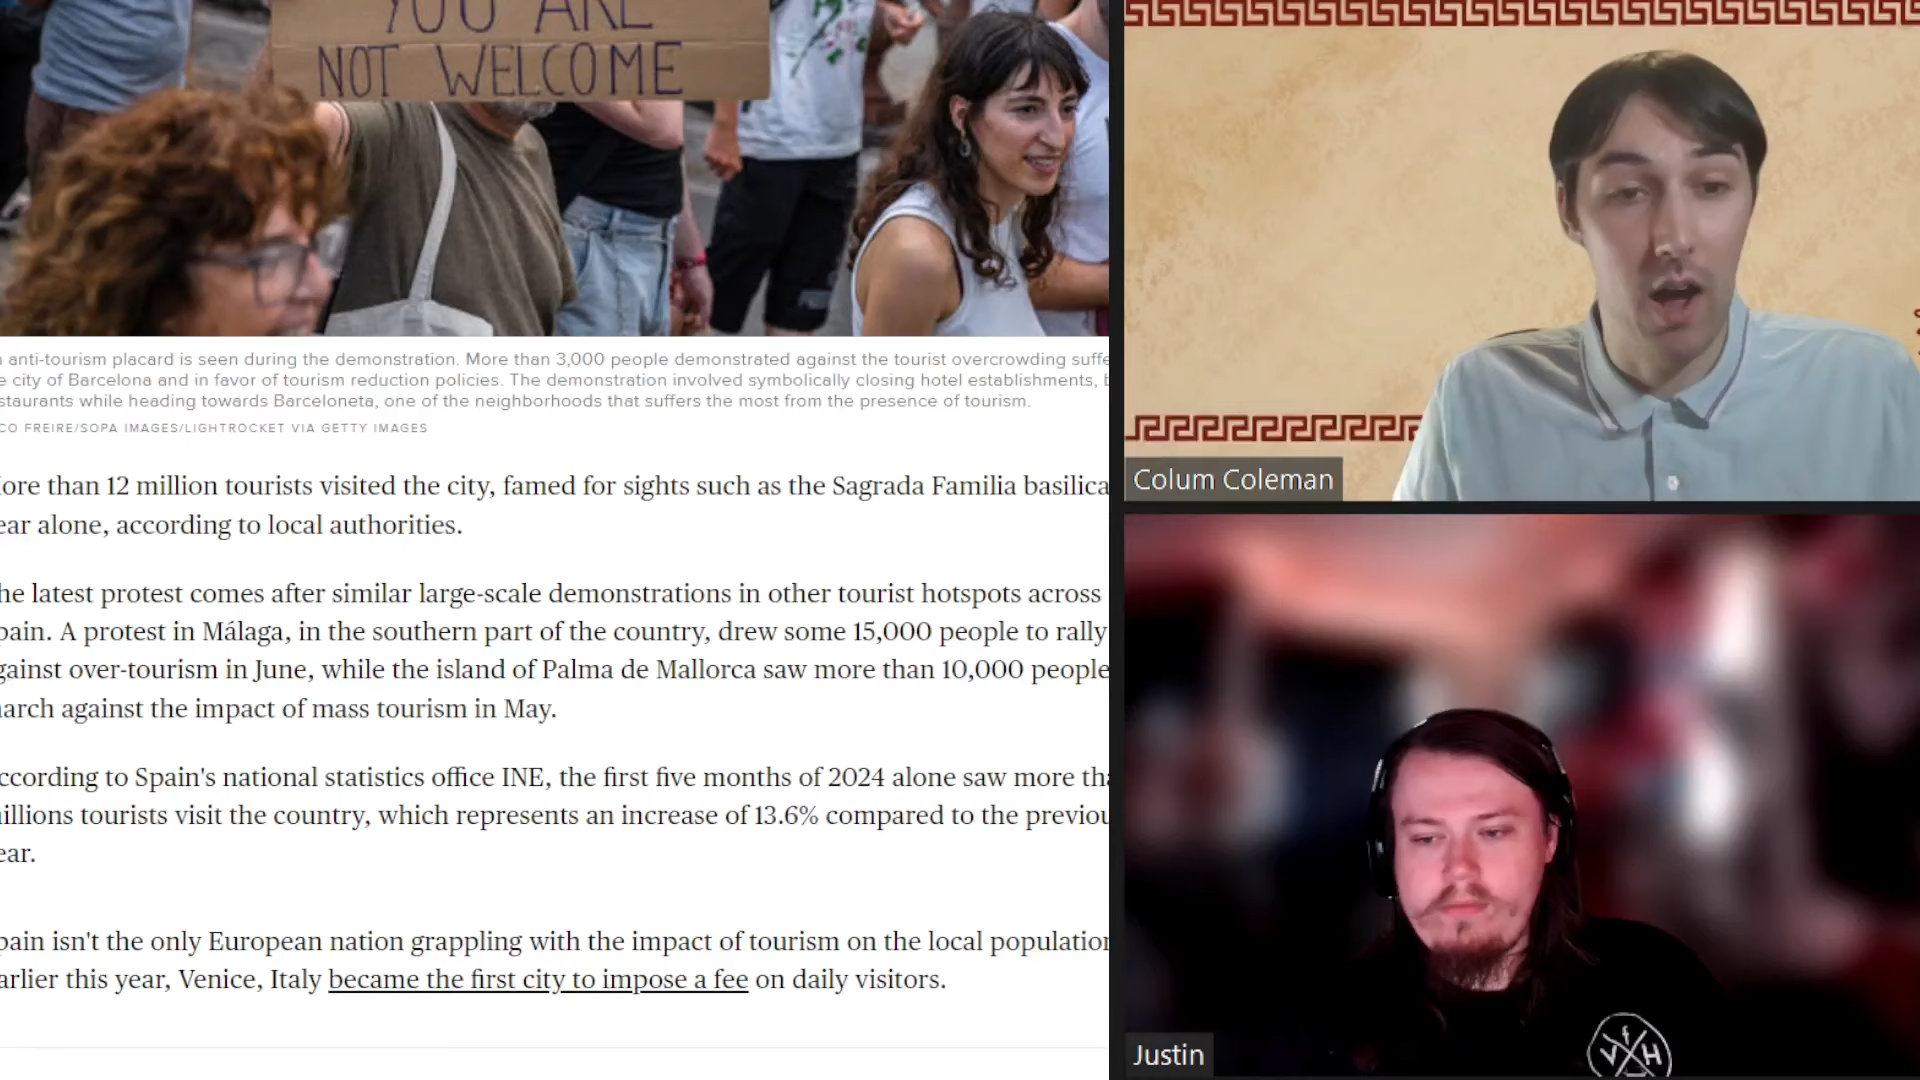 YOU ARE
NOT WELCOME
anti-tourism placard is seen during the demonstration. More than 3,000 people demonstrated against the tourist overcrowding suffe
e city of Barcelona and in favor of tourism reduction policies. The demonstration involved symbolically closing hotel establishments, b
staurants while heading towards Barceloneta, one of the neighborhoods that suffers the most from the presence of tourism.
CO FREIRE/SOPA IMAGES/LIGHTROCKET VIA GETTY IMAGES
ore than 12 million tourists visited the city, famed for sights such as the Sagrada Familia basilica
ear alone, according to local authorities.
he latest protest comes after similar large-scale demonstrations in other tourist hotspots across
pain. A protest in Málaga, in the southern part of the country, drew some 15,000 people to rally
gainst over-tourism in June, while the island of Palma de Mallorca saw more than 10,000 people
arch against the impact of mass tourism in May.
ccording to Spain's national statistics office INE, the first five months of 2024 alone saw more tha
illions tourists visit the country, which represents an increase of 13.6% compared to the previou
ear.
pain isn't the only European nation grappling with the impact of tourism on the local population
arlier this year, Venice, Italy became the first city to impose a fee on daily visitors.
Colum Coleman
Justin
V f H